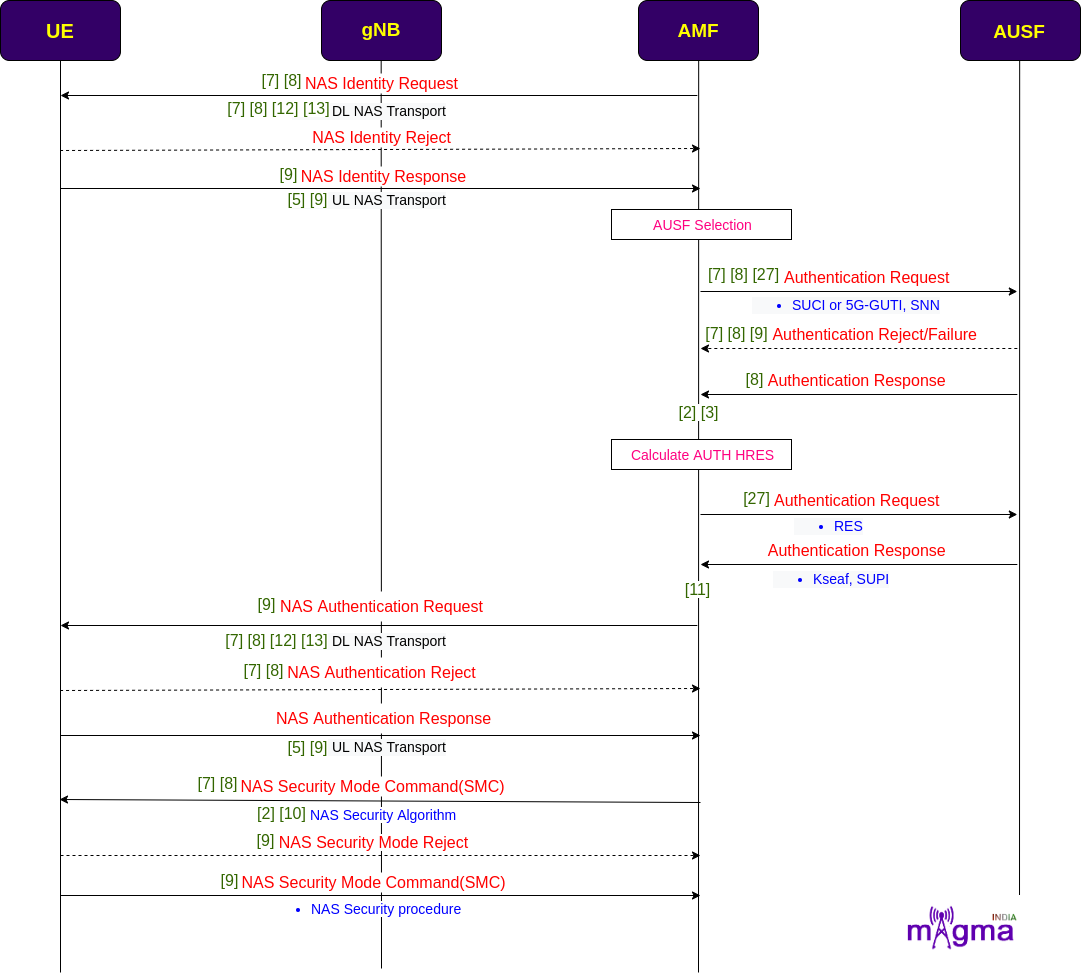 UE
gNB
AMF
AUSF
[7] [8] NAS Identity Request
[7] [8] [12] [13] DL NAS Transport
NAS Identity Reject
[9] NAS Identity Response
[5] [9] UL NAS Transport
AUSF Selection
[7] [8] [27] Authentication Request
• SUCI or 5G-GUTI, SNN
[7] [8] [9] Authentication Reject/Failure
[8] Authentication Response
[2] [3]
Calculate AUTH HRES
[27] Authentication Request
• RES
Authentication Response
• Kseaf, SUPI
[11]
[9] NAS Authentication Request
[7] [8] [12] [13] DL NAS Transport
[7] [8] NAS Authentication Reject
NAS Authentication Response
[5] [9] UL NAS Transport
[7] [8] NAS Security Mode Command(SMC)
[2] [10] NAS Security Algorithm
[9] NAS Security Mode Reject
[9] NAS Security Mode Command(SMC)
• NAS Security procedure
INDIA
magma